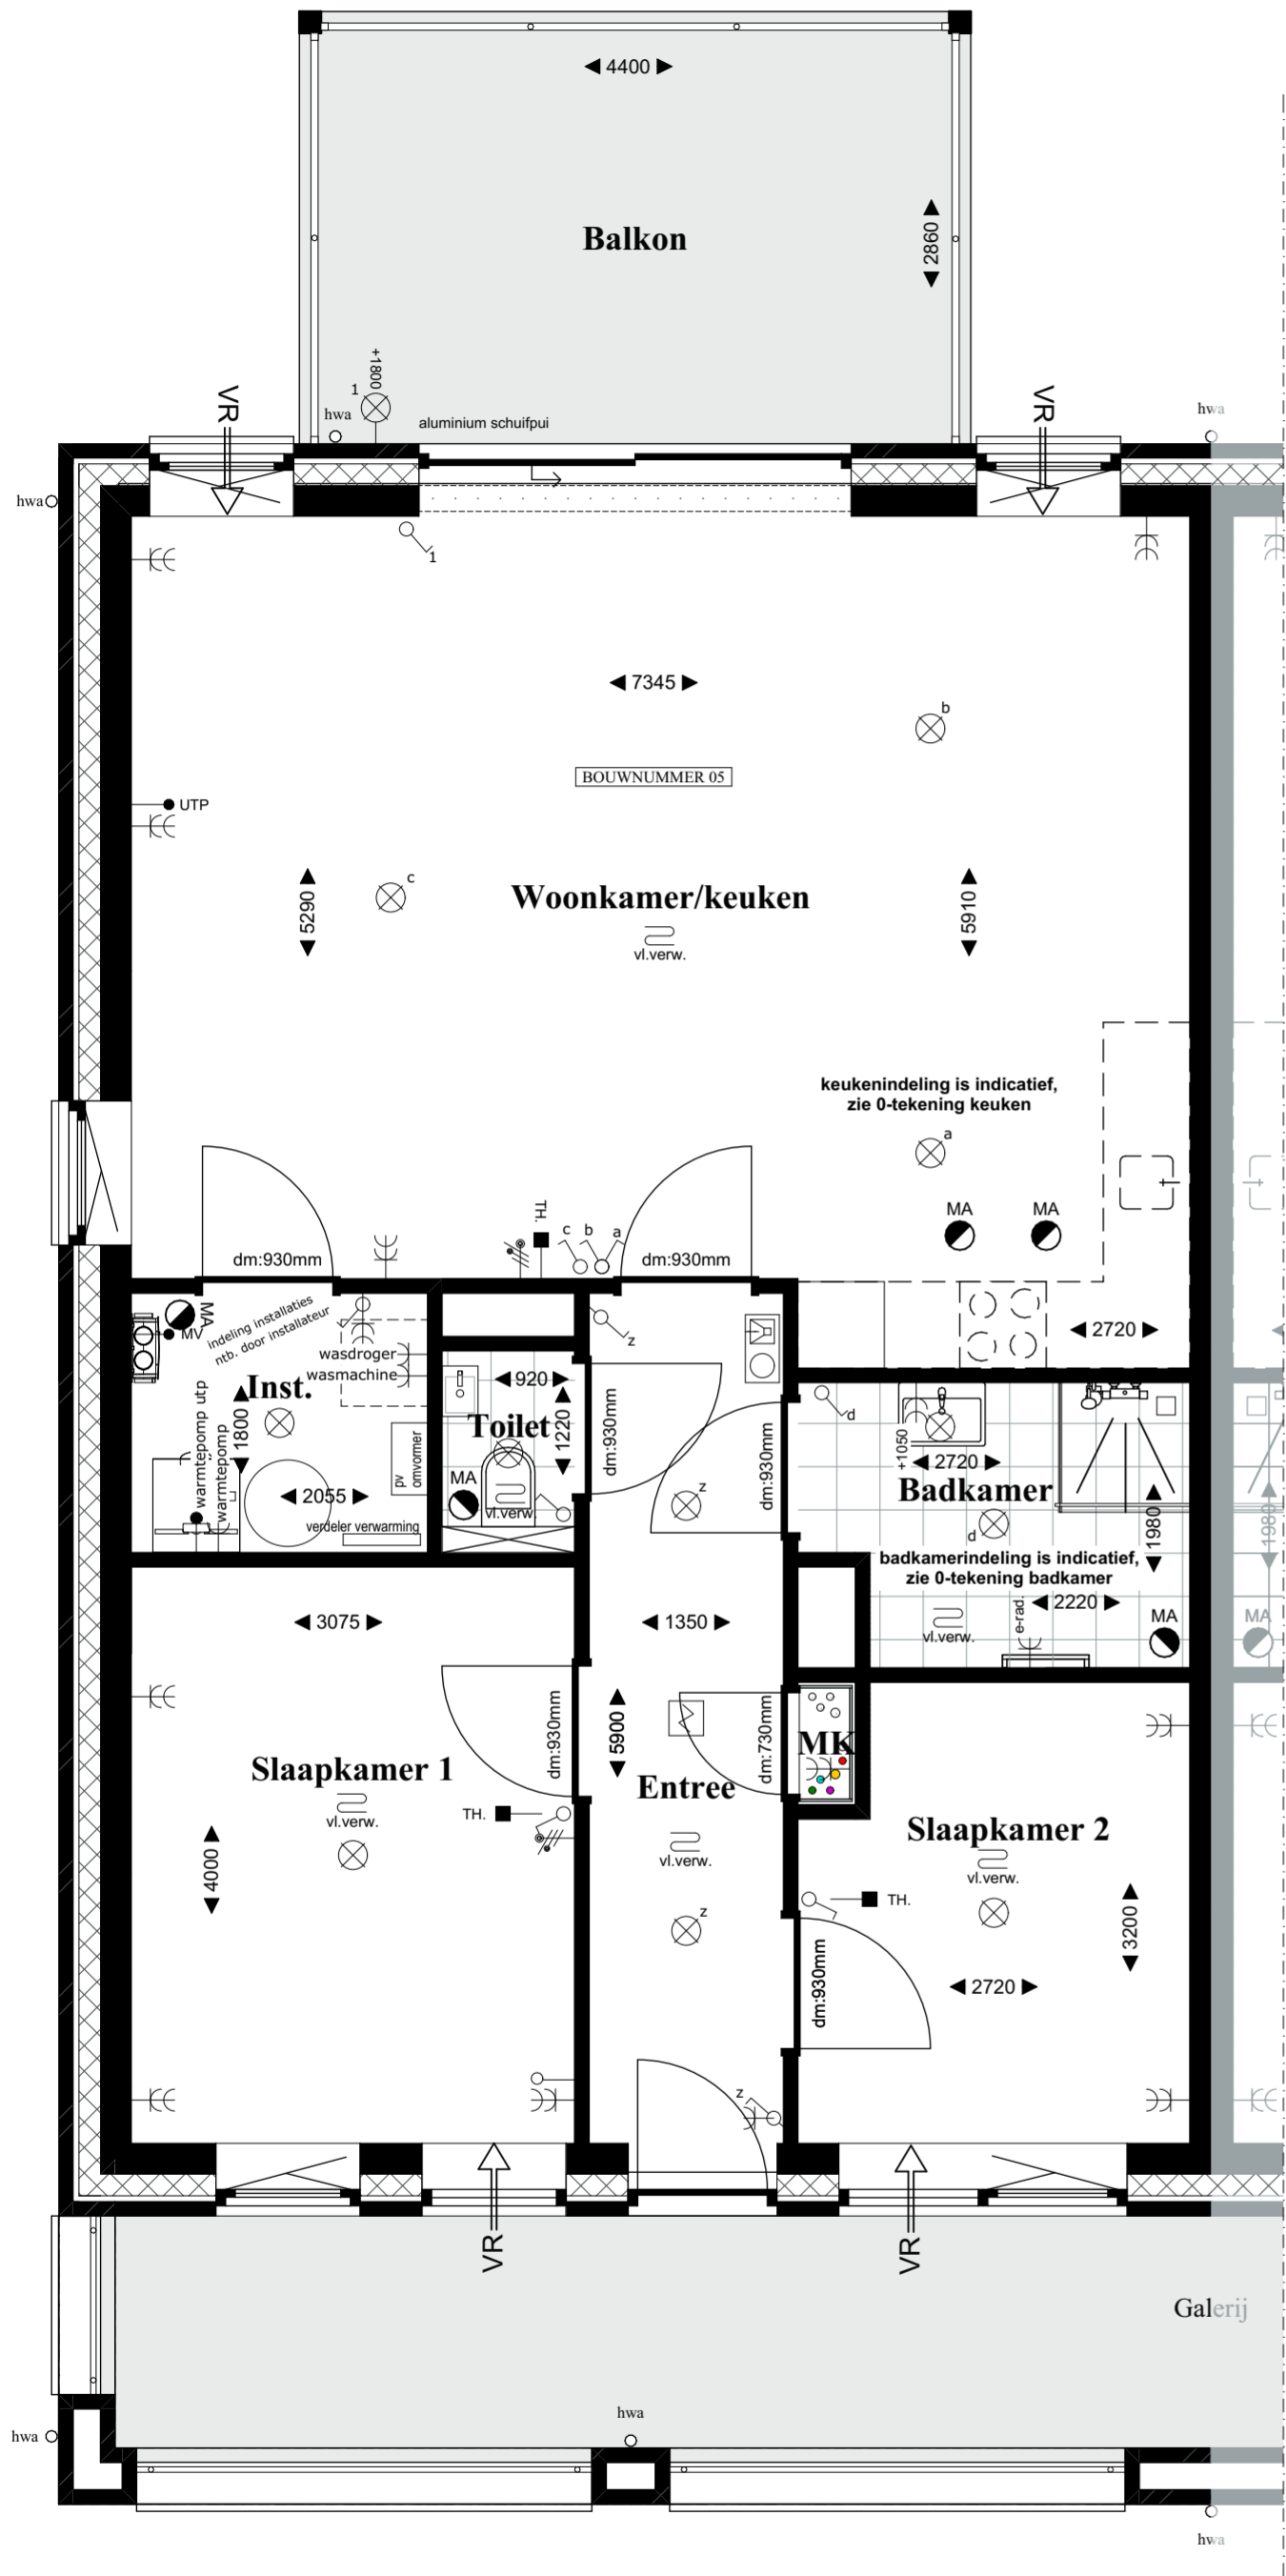 4400
Balkon
2860
+1800
1
hwa
aluminium schuifpui
VR
VR
hwa
hwa
1
7345
b
BOUWNUMMER 05
UTP
c
Woonkamer/keuken
vl.verw.
5290
5910
keukenindeling is indicatief,
zie 0-tekening keuken
a
MA
MA
TH.
c
b
a
dm:930mm
dm:930mm
2720
MA
MV
indeling installaties
ntb. door installateur
wasdroger
wasmachine
Inst.
1800
warmtepomp utp
warmtepomp
2055
pv
omvormer
verdeler verwarming
920
Toilet
1220
MA
vl.verw.
z
dm:930mm
dm:930mm
z
d
+1050
2720
Badkamer
d
1980
1980
badkamerindeling is indicatief,
zie 0-tekening badkamer
2220
vl.verw.
e-rad.
MA
MA
3075
1350
dm:930mm
5900
dm:730mm
MK
Slaapkamer 1
vl.verw.
TH.
4000
Entree
vl.verw.
z
Slaapkamer 2
vl.verw.
TH.
3200
2720
dm:930mm
z
VR
VR
Galerij
hwa
hwa
hwa